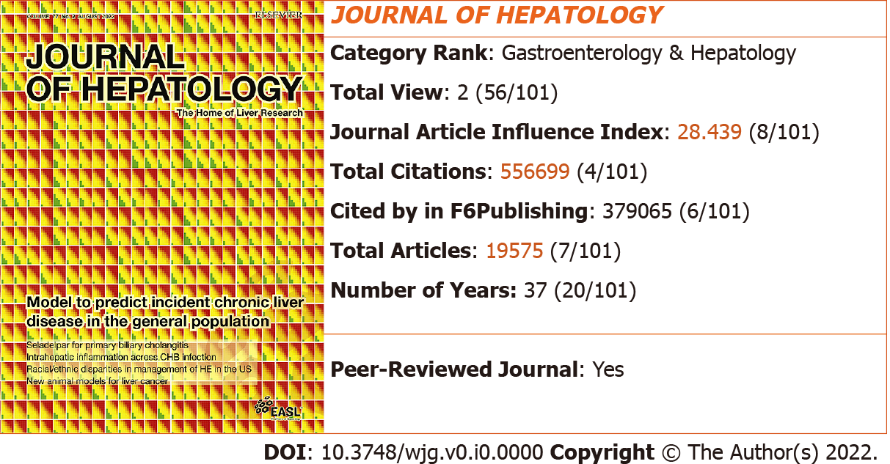 ELSEVIER
JOURNAL
OF HEPATOLOGY
The Home of Liver Research
Model to predict incident chronic liver
disease in the general population
Seladelpar for primary biliary cholangitis
Intrahepatic inflammation across CHB infection
Racial/ethnic disparities in management of HE in the US
New animal models for liver cancer
EASL
JOURNAL OF HEPATOLOGY
Category Rank: Gastroenterology & Hepatology
Total View: 2 (56/101)
Journal Article Influence Index: 28.439 (8/101)
Total Citations: 556699 (4/101)
Cited by in F6Publishing: 379065 (6/101)
Total Articles: 19575 (7/101)
Number of Years: 37 (20/101)
Peer-Reviewed Journal: Yes
DOI: 10.3748/wjg.v0.i0.0000 Copyright © The Author(s) 2022.